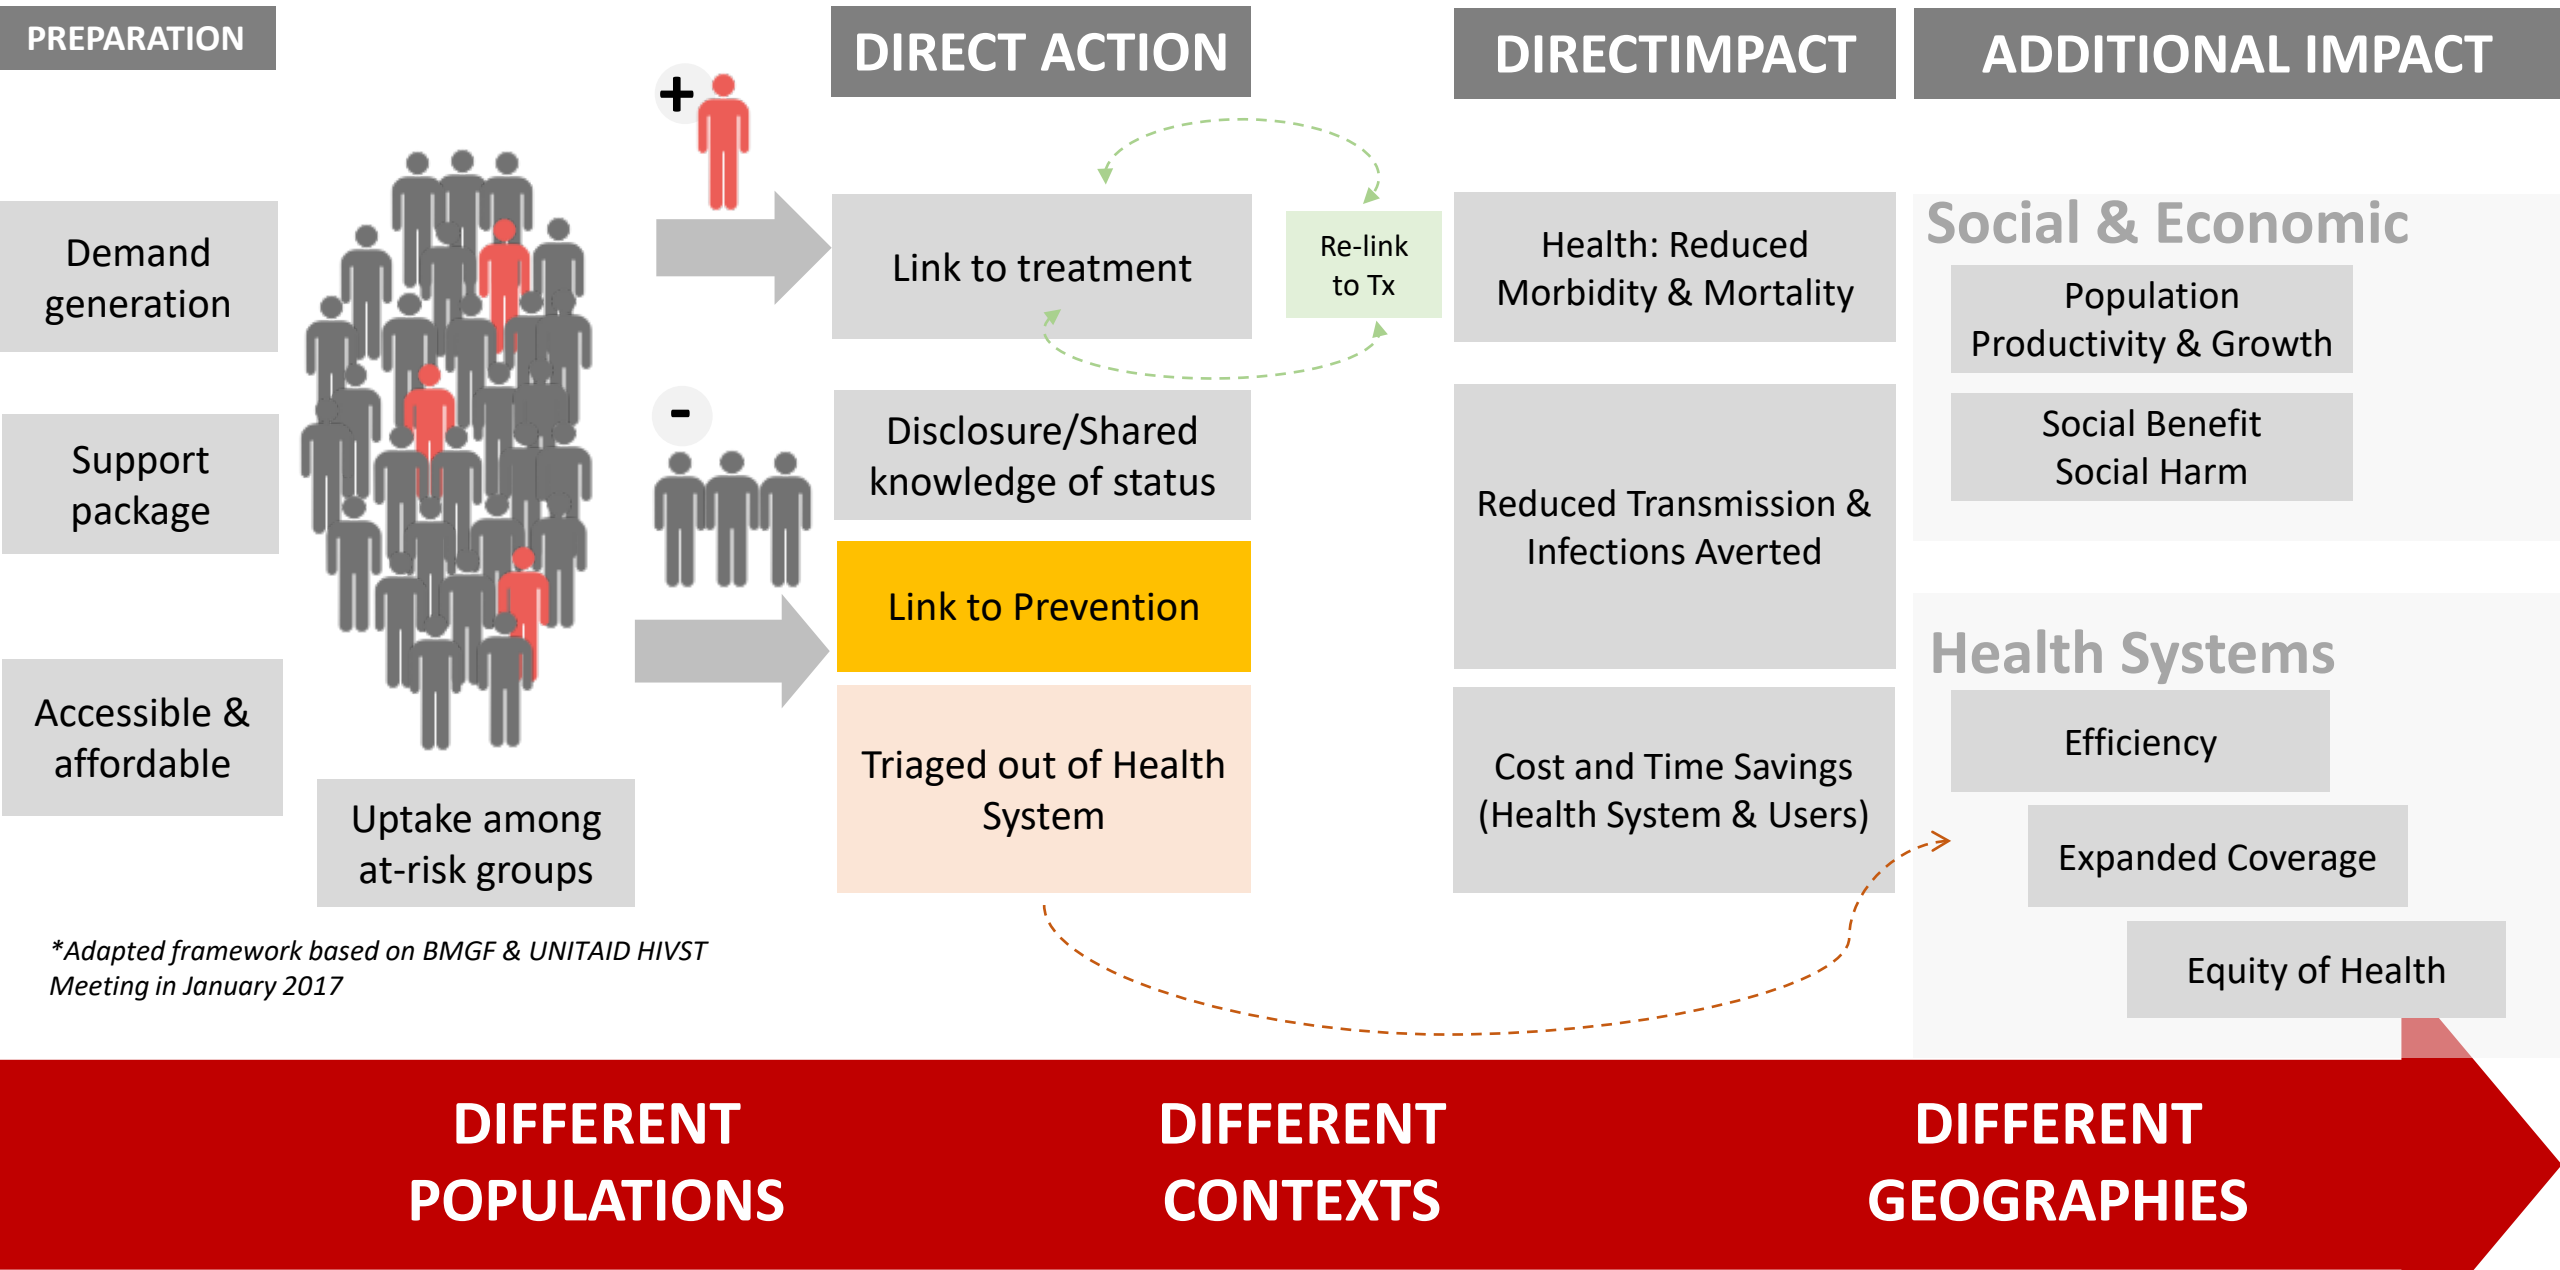 PREPARATION
Demand
generation
Support
package
Accessible &
affordable
Uptake among
at-risk groups
*Adapted framework based on BMGF & UNITAID HIVST
Meeting in January 2017
+
-
DIRECT ACTION
Link to treatment
Re-link
to Tx
Disclosure/Shared
knowledge of status
Link to Prevention
Triaged out of Health
System
DIRECTIMPACT
Health: Reduced
Morbidity & Mortality
Reduced Transmission &
Infections Averted
Cost and Time Savings
(Health System & Users)
ADDITIONAL IMPACT
Social & Economic
Population
Productivity & Growth
Social Benefit
Social Harm
Health Systems
Efficiency
Expanded Coverage
Equity of Health
DIFFERENT
POPULATIONS
DIFFERENT
CONTEXTS
DIFFERENT
GEOGRAPHIES